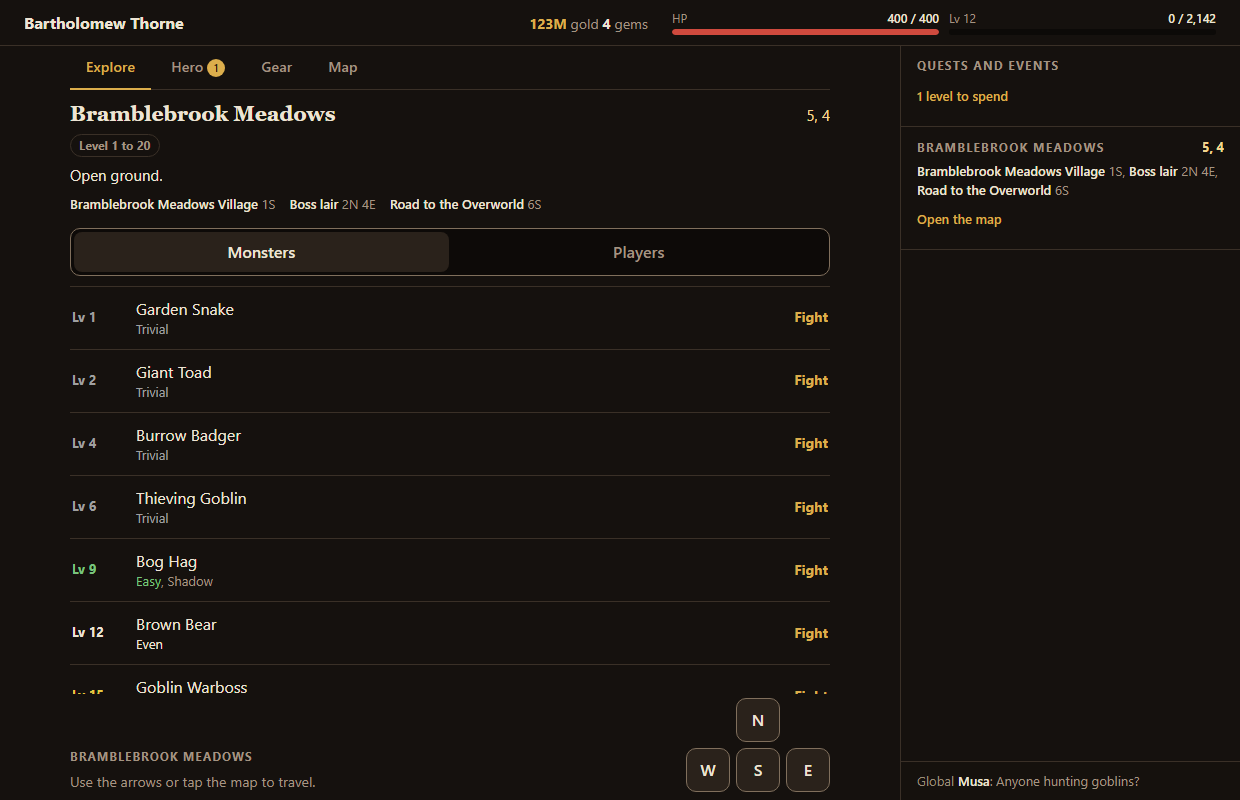 Bartholomew Thorne
123M gold 4 gems
HP 400 / 400
Lv 12 0 / 2,142
Explore
Hero 1
Gear
Map
Bramblebrook Meadows
5, 4
Level 1 to 20
Open ground.
Bramblebrook Meadows Village 1S Boss lair 2N 4E Road to the Overworld 6S
Monsters
Players
Lv 1
Garden Snake
Trivial
Fight
Lv 2
Giant Toad
Trivial
Fight
Lv 4
Burrow Badger
Trivial
Fight
Lv 6
Thieving Goblin
Trivial
Fight
Lv 9
Bog Hag
Easy, Shadow
Fight
Lv 12
Brown Bear
Even
Fight
Goblin Warboss
BRAMBLEBROOK MEADOWS
Use the arrows or tap the map to travel.
N
W
S
E
QUESTS AND EVENTS
1 level to spend
BRAMBLEBROOK MEADOWS 5, 4
Bramblebrook Meadows Village 1S, Boss lair 2N 4E,
Road to the Overworld 6S
Open the map
Global Musa: Anyone hunting goblins?